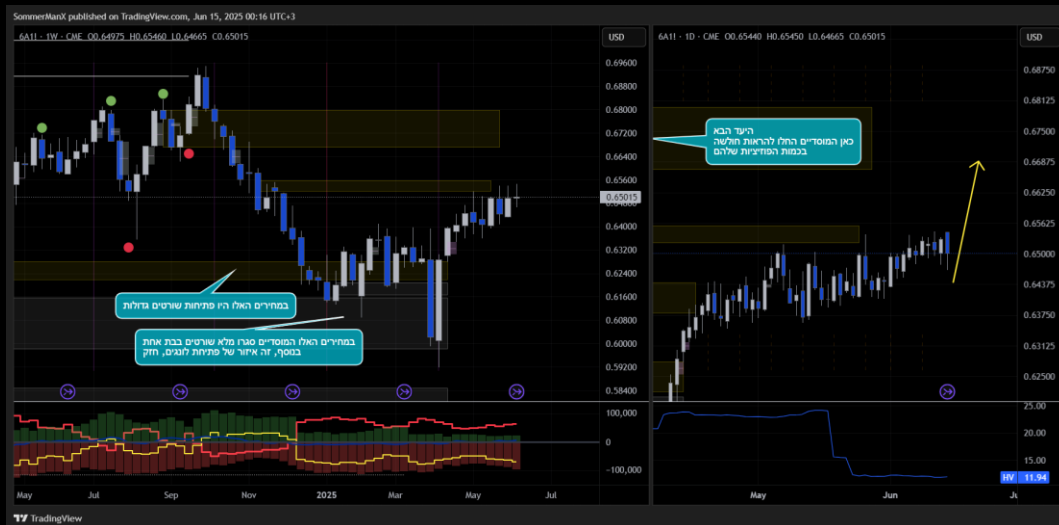 SommerManX published on TradingView.com, Jun 15, 2025 00:16 UTC+3
6A1! · 1W · CME O0.64975 H0.65460 L0.64665 C0.65015
USD
0.69600
0.68800
0.68000
0.67200
0.66400
0.65600
0.65015
0.64000
0.63200
0.62400
0.61600
0.60800
0.60000
0.59200
0.58400
במחירים האלו היו פתיחות שורטים גדולות
במחירים האלו המוסדיים סגרו מלא שורטים בבת אחת
בנוסף, זה איזור של פתיחת לונגים, חזק
100,000
0
-100,000
May
Jul
Sep
Nov
2025
Mar
May
Jul
6A1! · 1D · CME O0.65440 H0.65450 L0.64665 C0.65015
USD
0.68750
0.68125
0.67500
0.66875
0.66250
0.65625
0.65000
0.64375
0.63750
0.63125
0.62500
היעד הבא
כאן המוסדיים החלו להראות חולשה
בכמות הפוזיציות שלהם
25.00
20.00
15.00
HV 11.94
May
Jun
TradingView